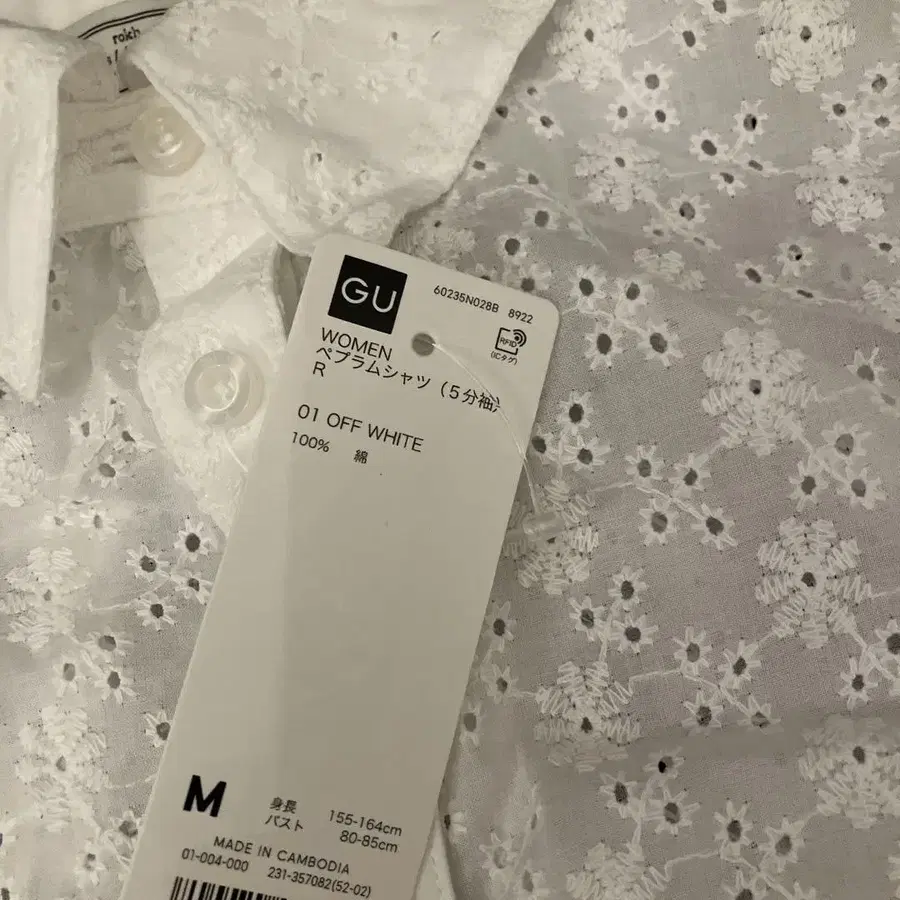 GU
60235N028B 8922
RFID
(ICタグ)
WOMEN
ペプラムシャツ（5分袖）
R
01 OFF WHITE
100% 綿
M
身長 155-164cm
バスト 80-85cm
MADE IN CAMBODIA
01-004-000 231-357082(52-02)